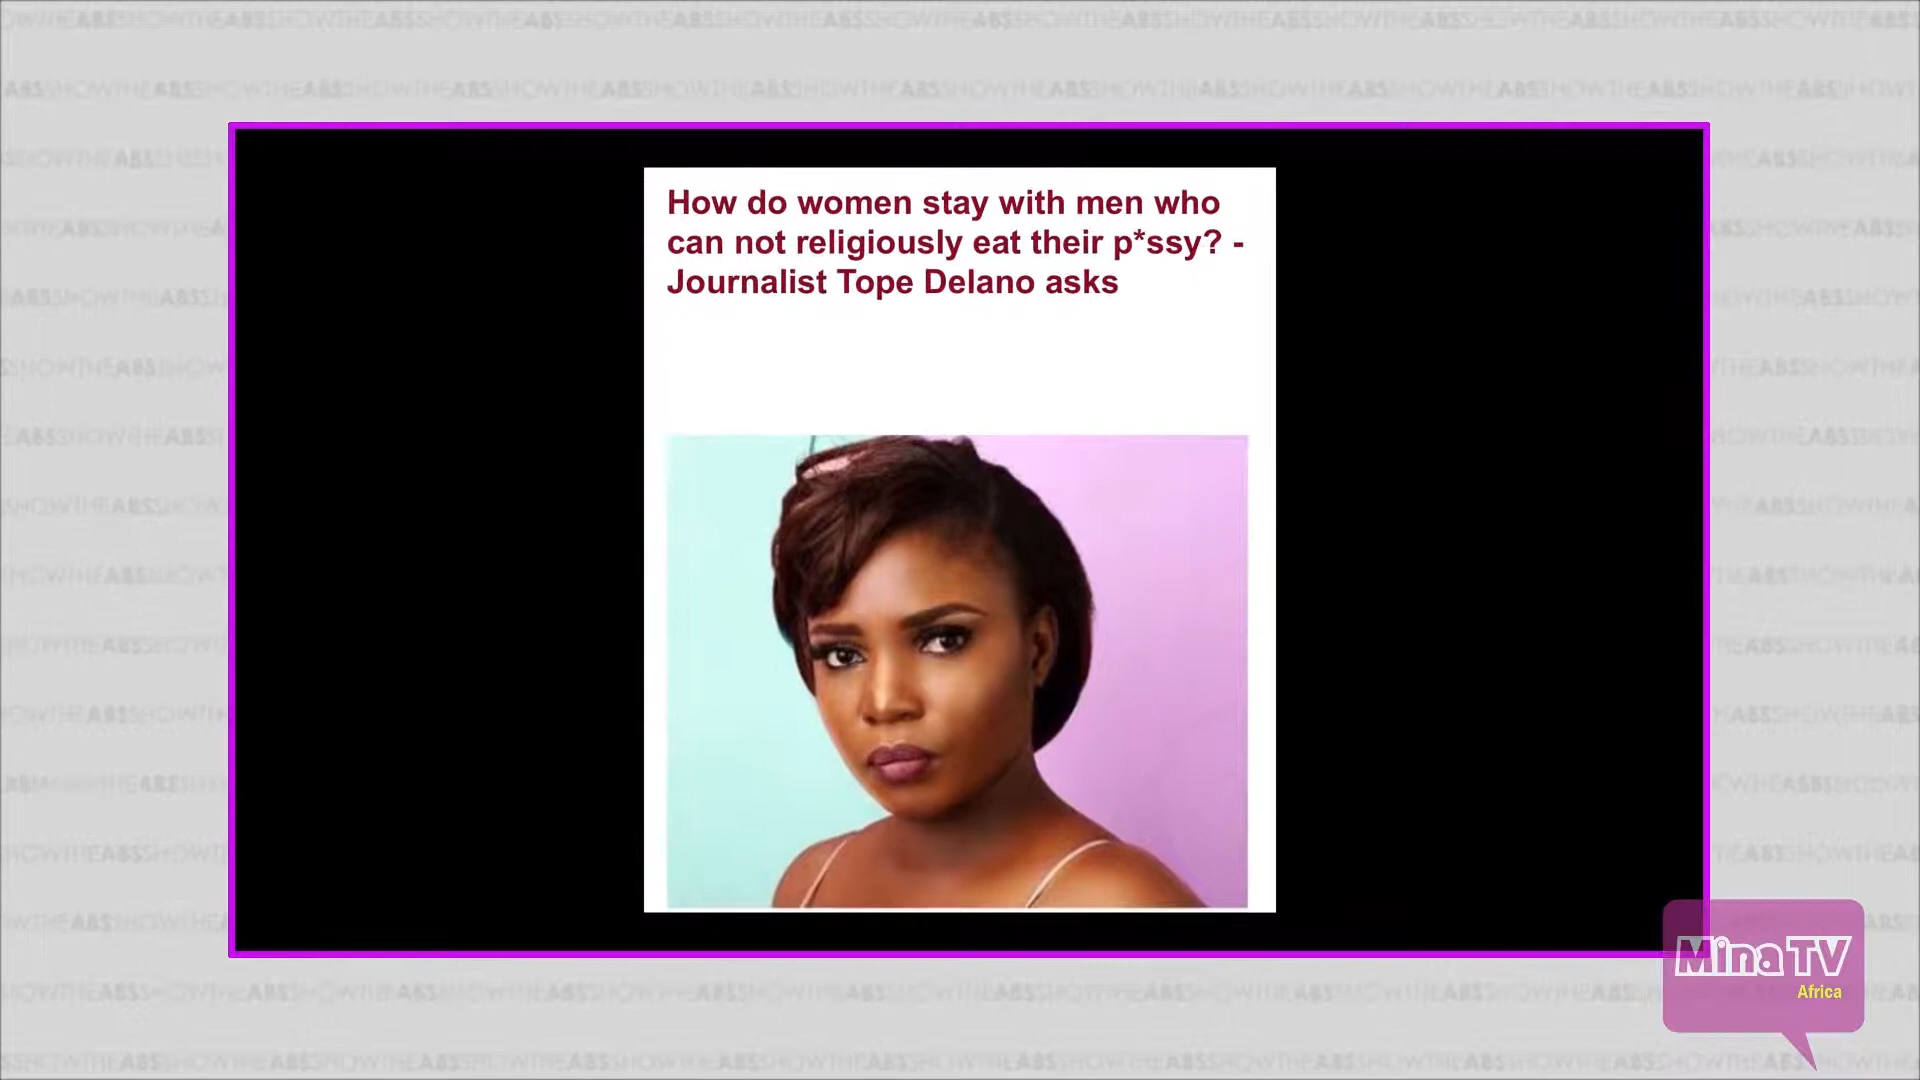 How do women stay with men who
can not religiously eat their p*ssy? -
Journalist Tope Delano asks
Mina TV
Africa